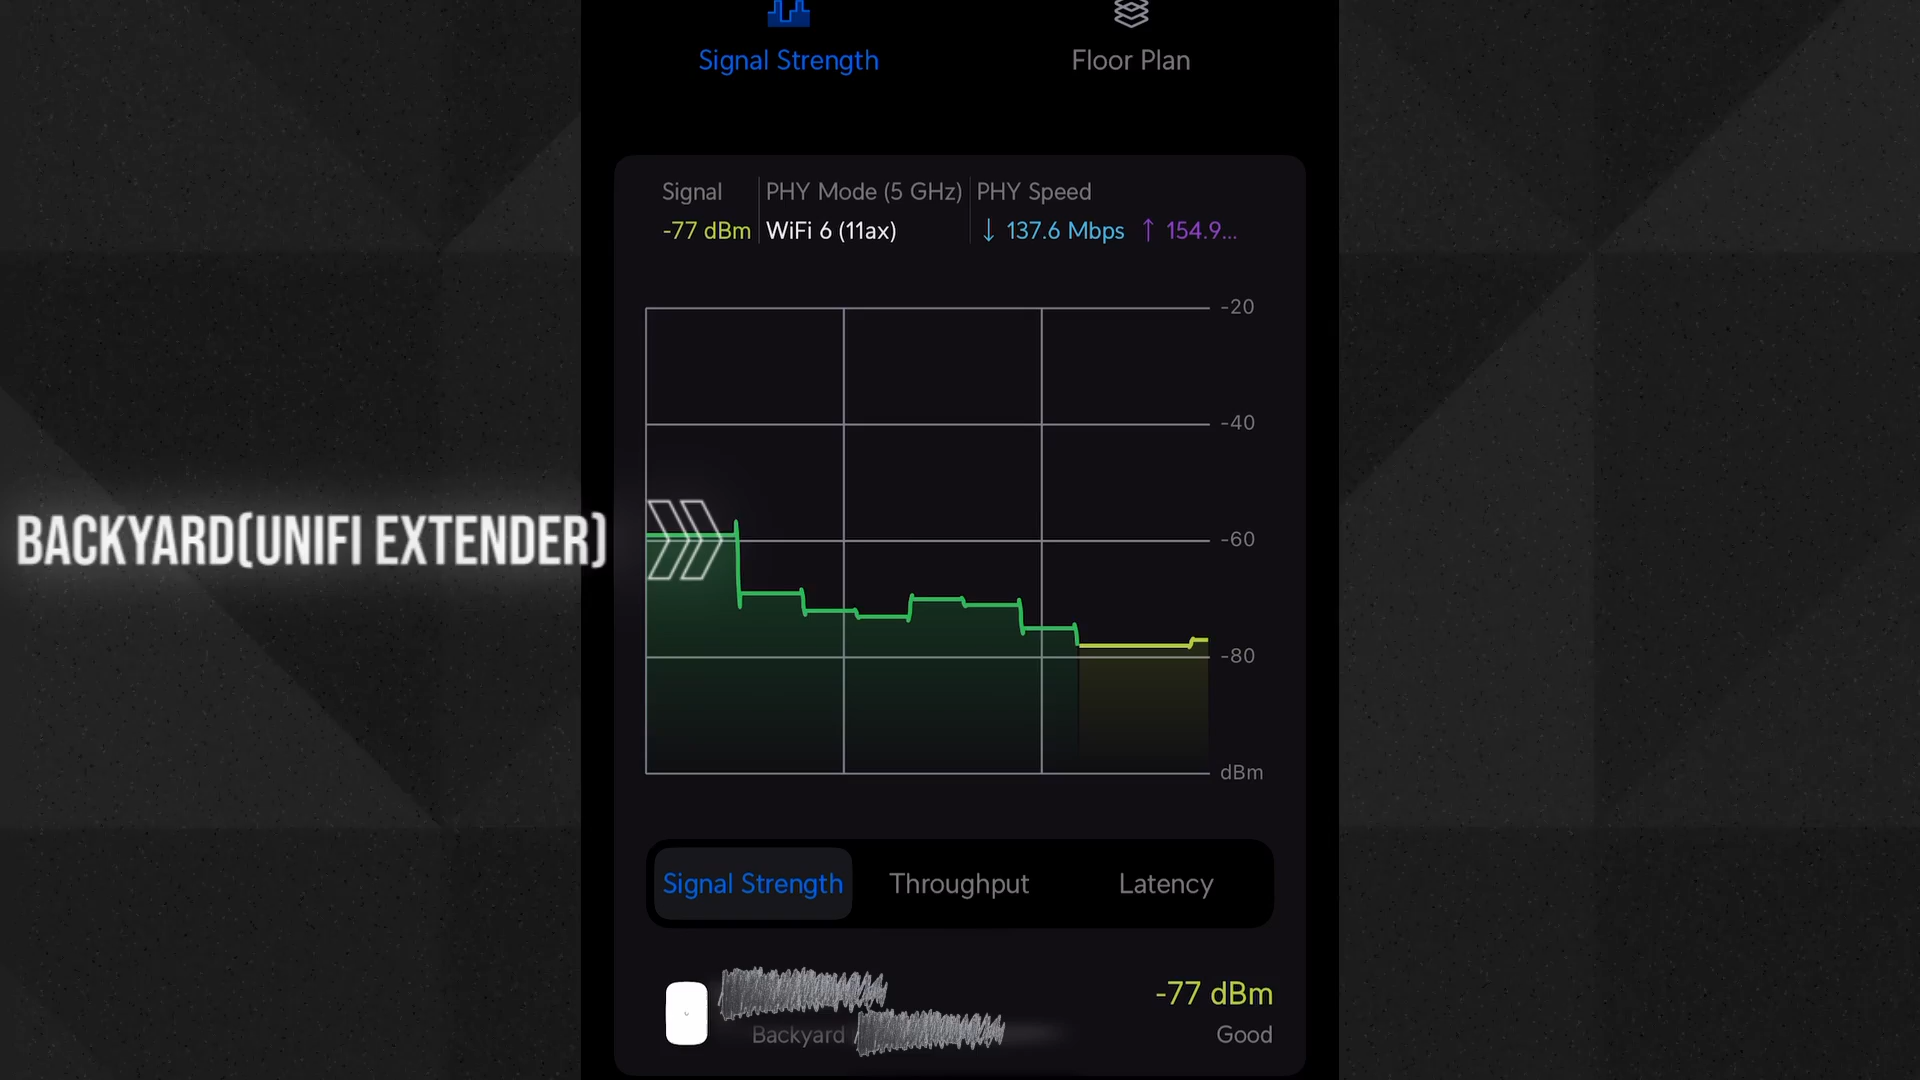 Signal Strength
Floor Plan
Signal
PHY Mode (5 GHz)
PHY Speed
-77 dBm
WiFi 6 (11ax)
↓ 137.6 Mbps
↑ 154.9...
-20
-40
BACKYARD(UNIFI EXTENDER)
-60
-80
dBm
Signal Strength
Throughput
Latency
-77 dBm
Backyard
Good